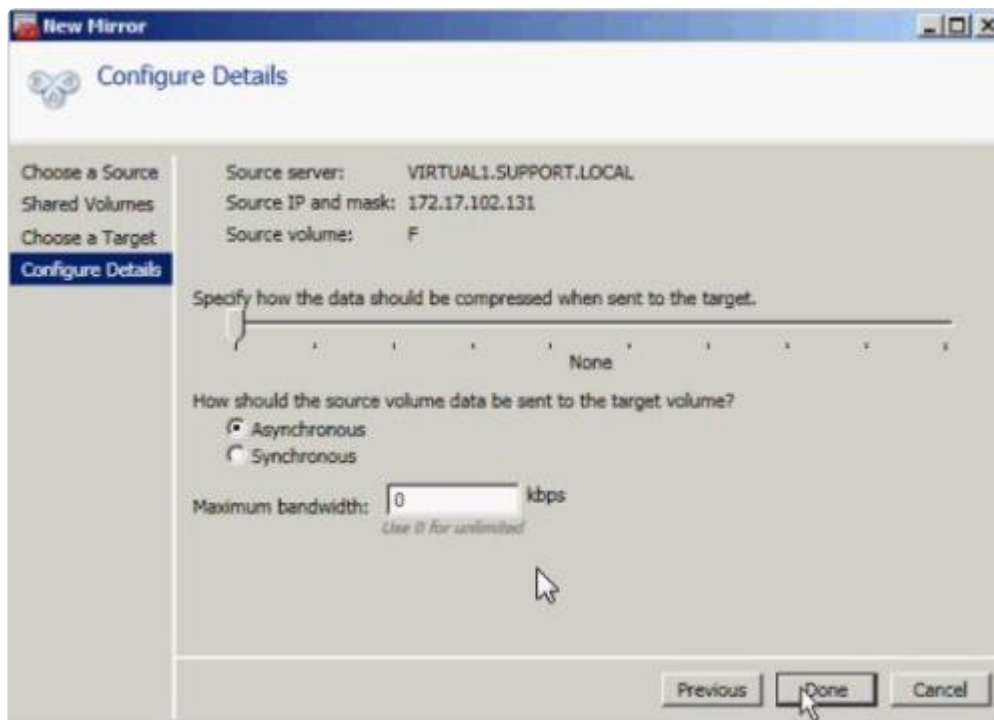 New Mirror
Configure Details
Choose a Source
Shared Volumes
Choose a Target
Configure Details
Source server: VIRTUAL1.SUPPORT.LOCAL
Source IP and mask: 172.17.102.131
Source volume: F
Specify how the data should be compressed when sent to the target.
None
How should the source volume data be sent to the target volume?
Asynchronous
Synchronous
Maximum bandwidth: 0 kbps
Use 0 for unlimited
Previous Done Cancel